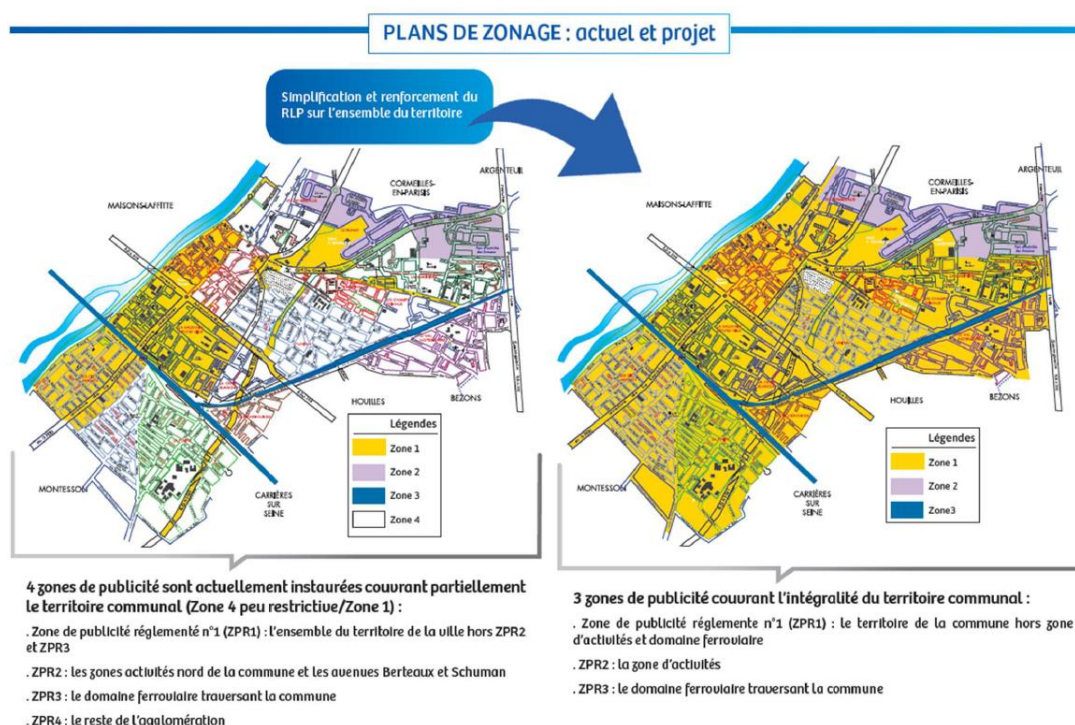 PLANS DE ZONAGE : actuel et projet
Simplification et renforcement du
RLP sur l'ensemble du territoire
MAISONS-LAFFITTE
CORMEILLES-
EN-PARISIS
ARGENTEUIL
HOUILLES
BEZONS
MONTESSON
CARRIÈRES
SUR
SEINE
Légendes
Zone 1
Zone 2
Zone 3
Zone 4
4 zones de publicité sont actuellement instaurées couvrant partiellement
le territoire communal (Zone 4 peu restrictive/Zone 1) :
. Zone de publicité réglementé n°1 (ZPR1) : l'ensemble du territoire de la ville hors ZPR2
et ZPR3
. ZPR2 : les zones activités nord de la commune et les avenues Berteaux et Schuman
. ZPR3 : le domaine ferroviaire traversant la commune
. ZPR4 : le reste de l'agglomération
MAISONS-LAFFITTE
CORMEILLES-
EN-PARISIS
ARGENTEUIL
HOUILLES
BEZONS
MONTESSON
CARRIÈRES
SUR
SEINE
Légendes
Zone 1
Zone 2
Zone3
3 zones de publicité couvrant l'intégralité du territoire communal :
. Zone de publicité réglemente n°1 (ZPR1) : le territoire de la commune hors zone
d'activités et domaine ferroviaire
. ZPR2 : la zone d'activités
. ZPR3 : le domaine ferroviaire traversant la commune